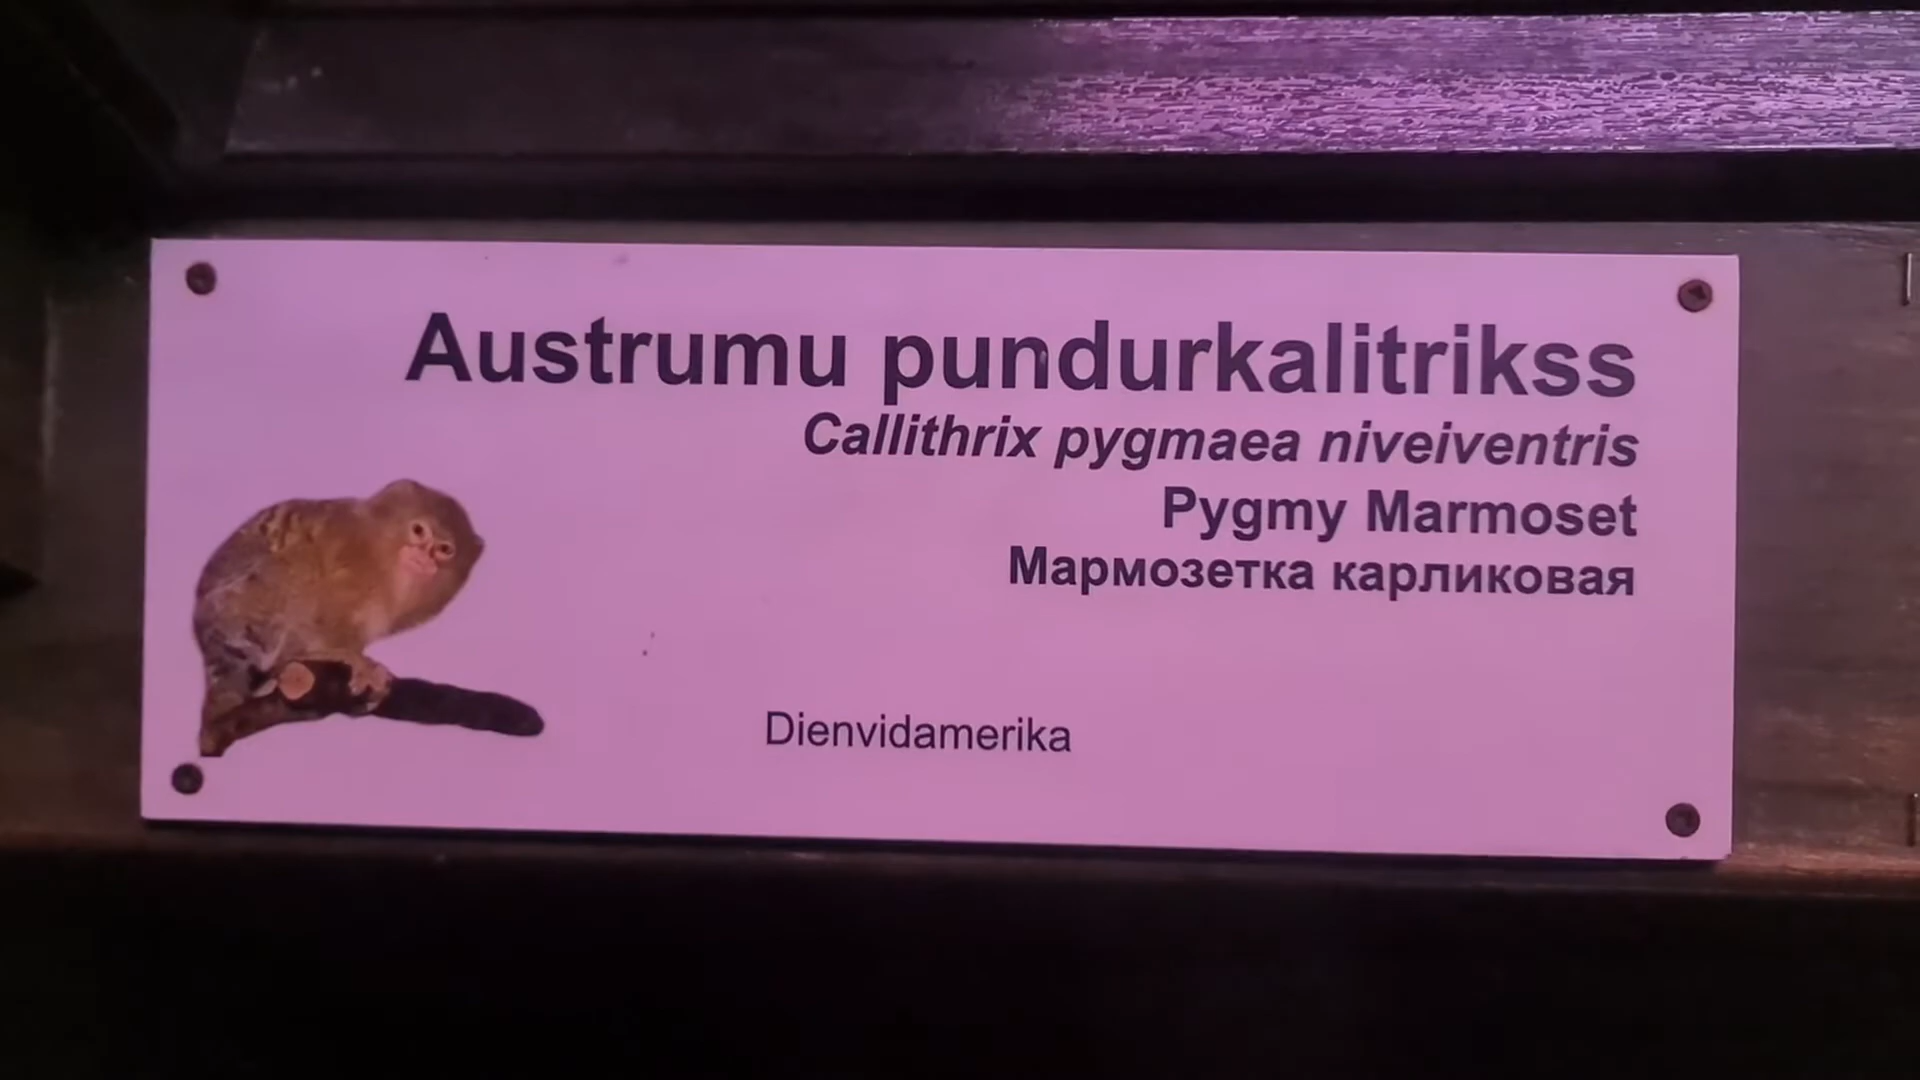 Austrumu pundurkalitrikss
Callithrix pygmaea niveiventris
Pygmy Marmoset
Мармозетка карликовая
Dienvidamerika